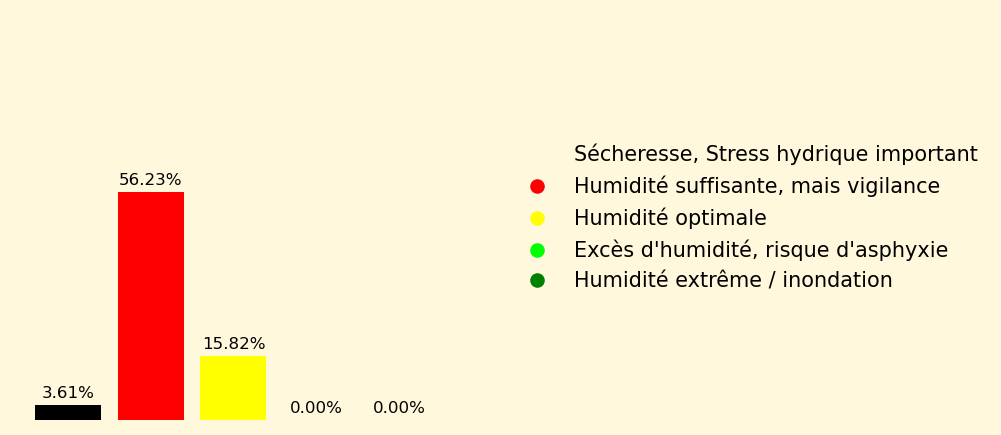 56.23%
15.82%
3.61%
0.00%
0.00%
Sécheresse, Stress hydrique important
Humidité suffisante, mais vigilance
Humidité optimale
Excès d'humidité, risque d'asphyxie
Humidité extrême / inondation